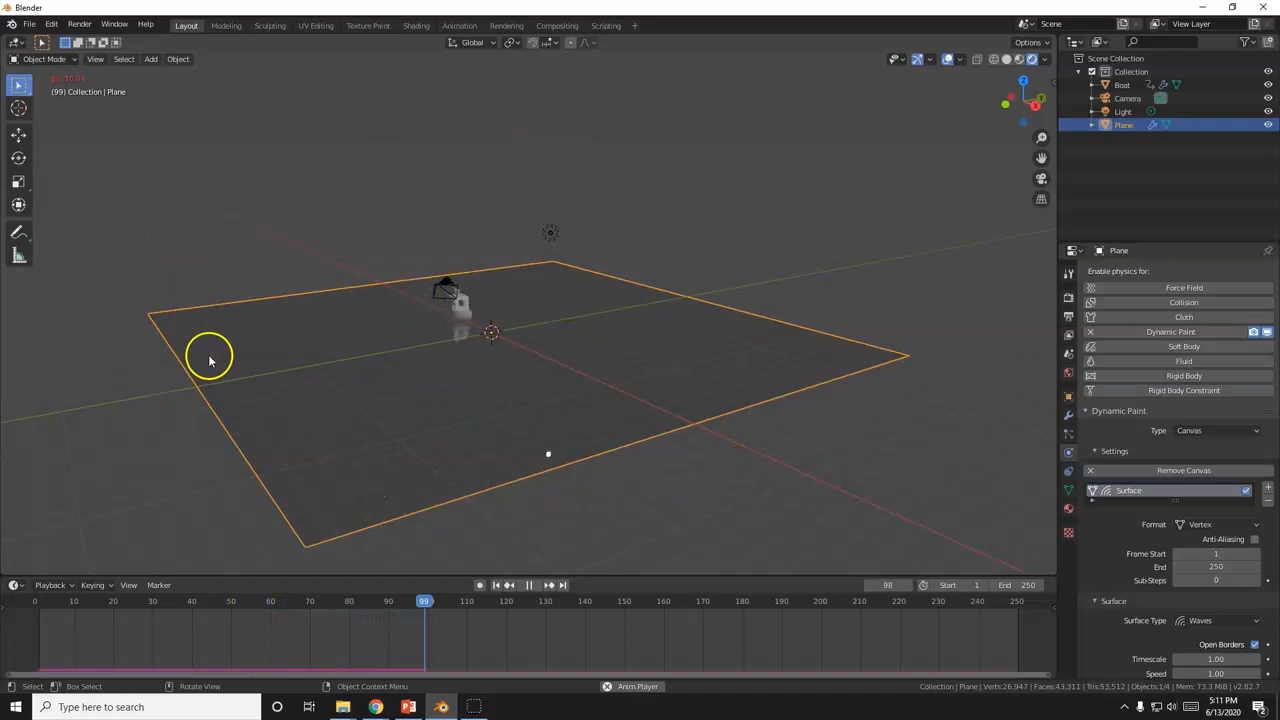 Blender
File Edit Render Window Help
Layout Modeling Sculpting UV Editing Texture Paint Shading Animation Rendering Compositing Scripting +
Scene
View Layer
Global
Options
Object Mode View Select Add Object
(99) Collection | Plane
Z
Scene Collection
Collection
Boat
Camera
Light
Plane
Plane
Enable physics for:
Force Field
Collision
Cloth
Dynamic Paint
Soft Body
Fluid
Rigid Body
Rigid Body Constraint
Dynamic Paint
Type Canvas
Settings
Remove Canvas
Surface
Format Vertex
Anti-Aliasing
Frame Start 1
End 250
Sub-Steps 0
Surface
Surface Type Waves
Open Borders
Timescale 1.00
Speed 1.00
Playback Keying View Marker
98 Start 1 End 250
0 10 20 30 40 50 60 70 80 90 99 110 120 130 140 150 160 170 180 190 200 210 220 230 240 250
Select Box Select Rotate View Object Context Menu Anim Player Collection | Plane | Verts:26,947 | Faces:43,311 | Tris:53,512 | Objects:1/4 | Mem: 73.3 MiB | v2.82.7
Type here to search
5:11 PM
6/13/2020